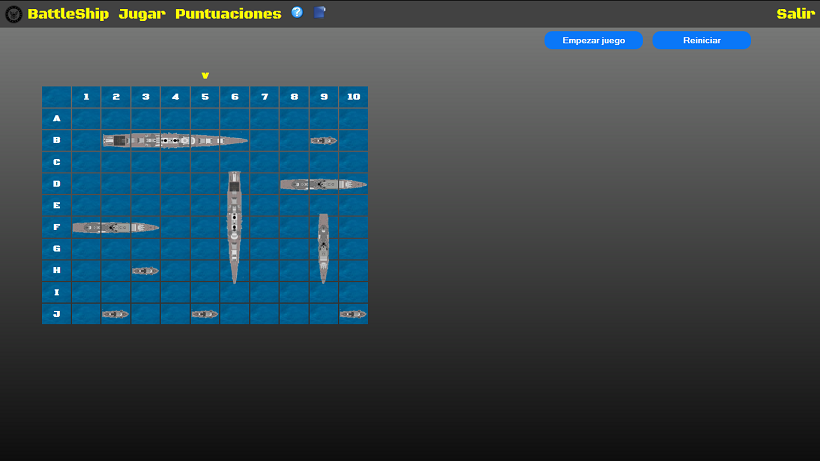 BattleShip Jugar Puntuaciones ? Salir
Empezar juego Reiniciar
v
1 2 3 4 5 6 7 8 9 10
A
B
C
D
E
F
G
H
I
J